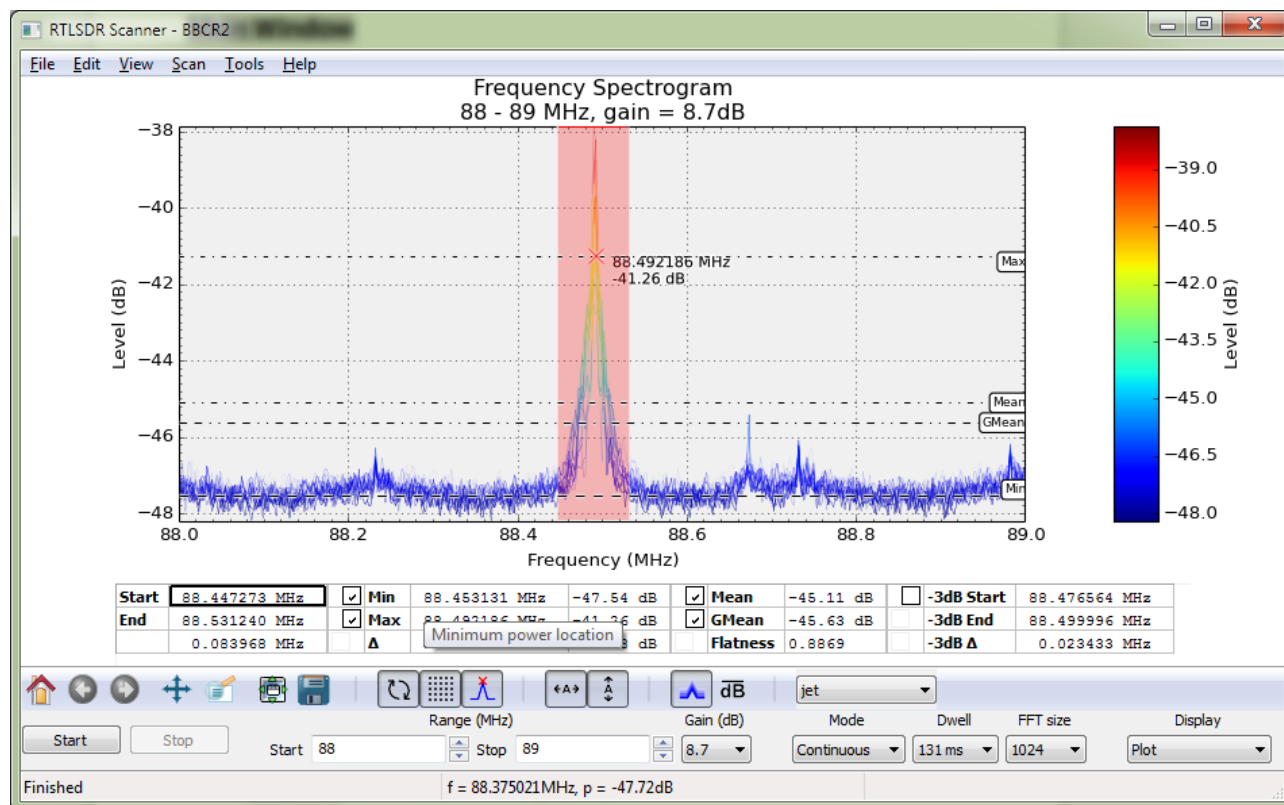 RTLSDR Scanner - BBCR2
File Edit View Scan Tools Help
Frequency Spectrogram
88 - 89 MHz, gain = 8.7dB
Level (dB)
−38
−40
−42
−44
−46
−48
88.492186 MHz
-41.26 dB
Max
Mean
GMean
Min
88.0 88.2 88.4 88.6 88.8 89.0
Frequency (MHz)
−39.0
−40.5
−42.0
−43.5
−45.0
−46.5
−48.0
Level (dB)
Start 88.447273 MHz Min 88.453131 MHz -47.54 dB Mean -45.11 dB -3dB Start 88.476564 MHz
End 88.531240 MHz Max 88.492186 MHz -41.26 dB GMean -45.63 dB -3dB End 88.499996 MHz
0.083968 MHz Δ dB Flatness 0.8869 -3dB Δ 0.023433 MHz
Minimum power location
A A dB jet
Range (MHz) Gain (dB) Mode Dwell FFT size Display
Start Stop Start 88 Stop 89 8.7 Continuous 131 ms 1024 Plot
Finished f = 88.375021MHz, p = -47.72dB